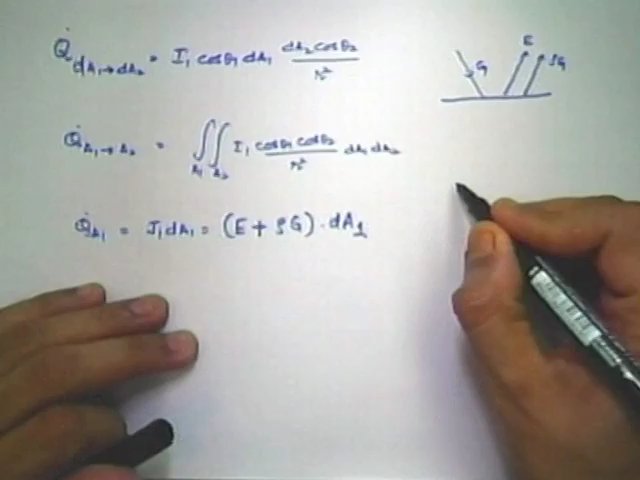 Q̇dA₁→dA₂ = I₁ cosθ₁ dA₁ dA₂ cosθ₂ / r²
E
G
ρG
Q̇A₁→A₂ = ∬A₁ A₂ I₁ cosθ₁ cosθ₂ / r² dA₁ dA₂
Q̇A₁ = J₁dA₁ = (E + ρG) · dA₁